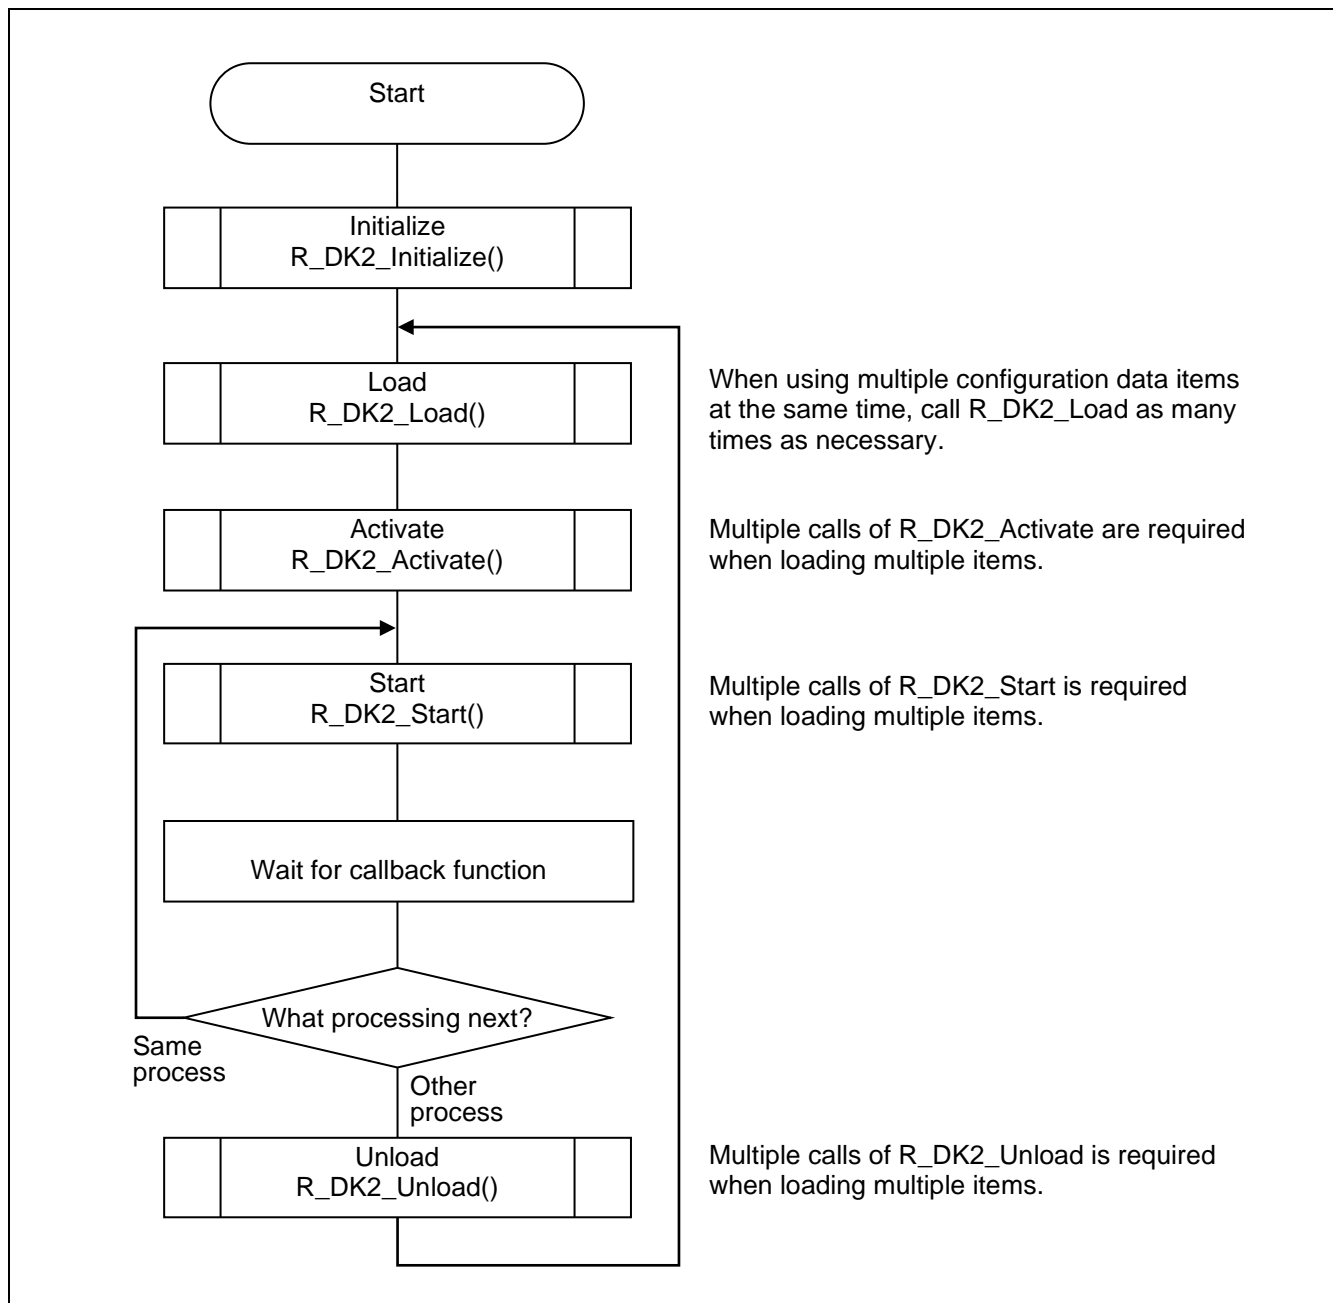 Start
Initialize
R_DK2_Initialize()
Load
R_DK2_Load()
When using multiple configuration data items
at the same time, call R_DK2_Load as many
times as necessary.
Activate
R_DK2_Activate()
Multiple calls of R_DK2_Activate are required
when loading multiple items.
Start
R_DK2_Start()
Multiple calls of R_DK2_Start is required
when loading multiple items.
Wait for callback function
What processing next?
Same
process
Other
process
Unload
R_DK2_Unload()
Multiple calls of R_DK2_Unload is required
when loading multiple items.